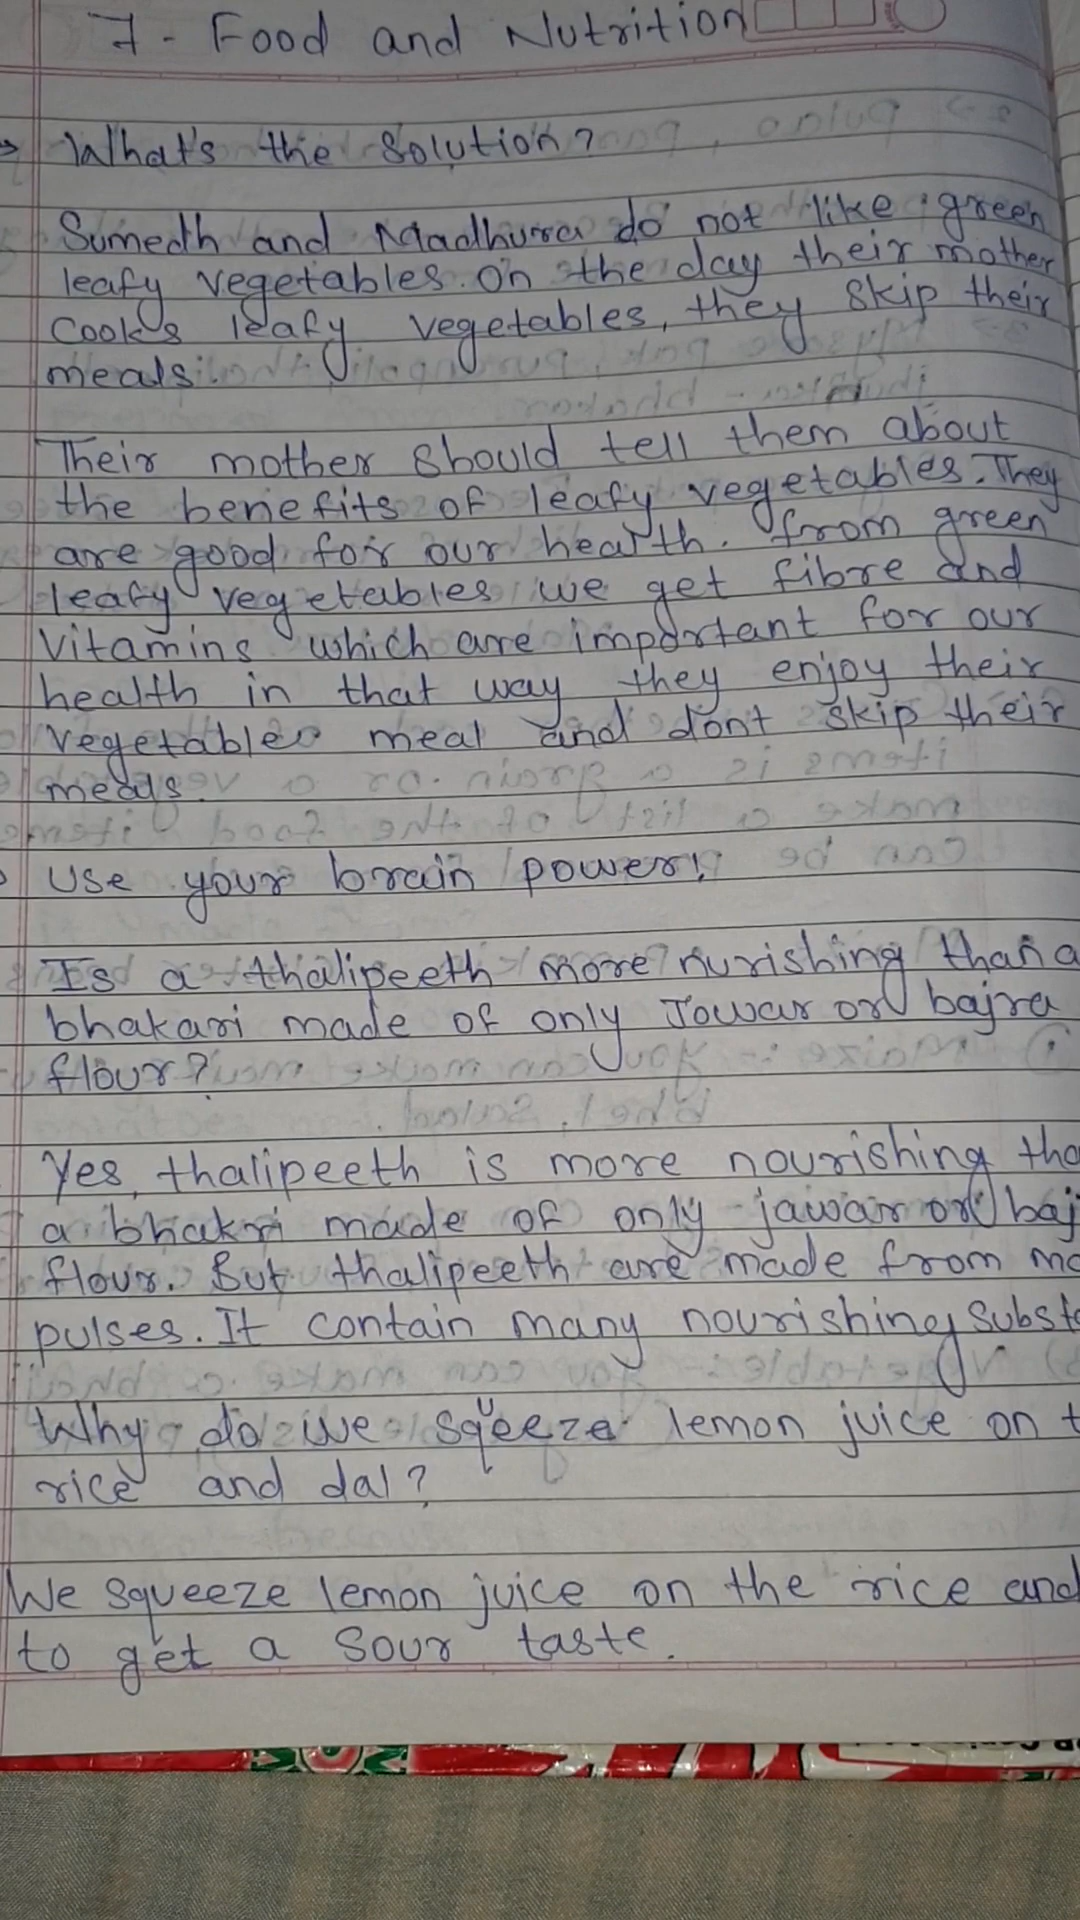 7 - Food and Nutrition
What's the Solution?
Sumedh and Madhura do not like green
leafy vegetables. On the day their mother
Cooks leafy vegetables, they skip their
meals.
Their mother should tell them about
the benefits of leafy vegetables. They
are good for our health. from green
leafy vegetables we get fibre and
vitamins which are important for our
health in that way they enjoy their
vegetables meal and dont skip their
meals.
Use your brain power!
Is a thalipeeth more nurishing than a
bhakari made of only Jowar or bajra
flour?
Yes, thalipeeth is more nourishing
a bhakri made of only jawar or
flour. But thalipeeth are made from
pulses. It contain many nourishing
Why do we sqeeze lemon juice on
rice and dal?
We squeeze lemon juice on the rice and
to get a sour taste.